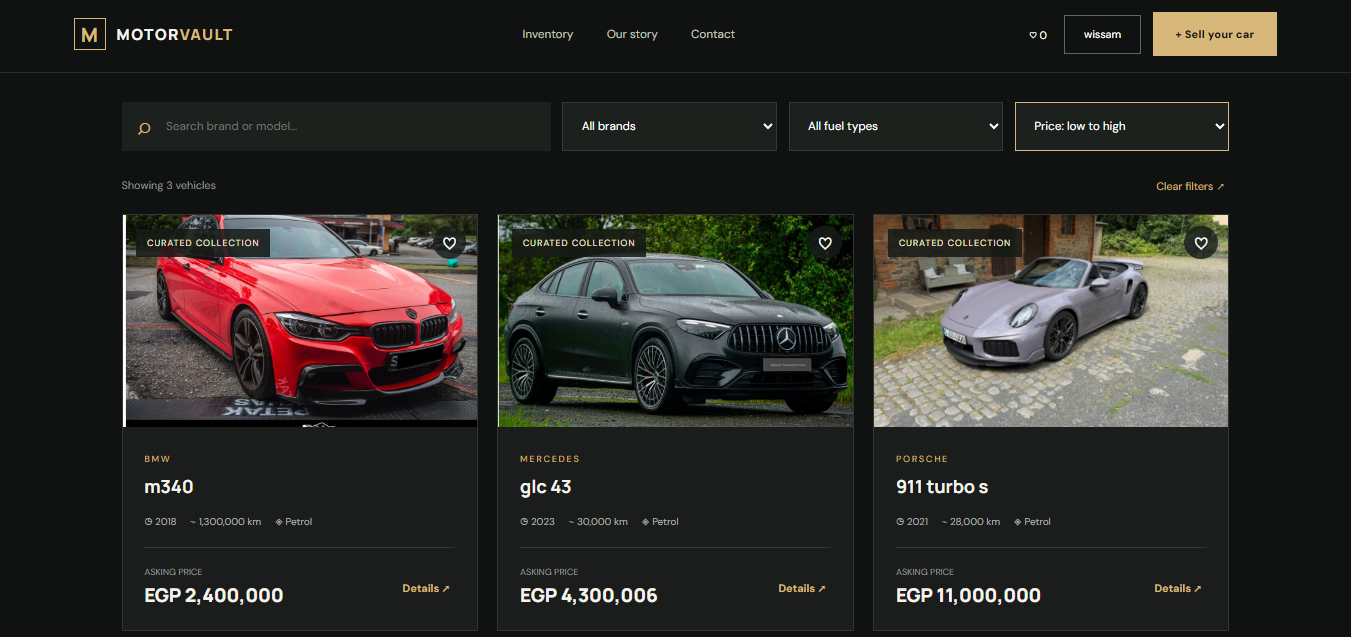 M MOTORVAULT
Inventory Our story Contact
♡ 0 wissam + Sell your car
Search brand or model...
All brands
All fuel types
Price: low to high
Showing 3 vehicles
Clear filters ↗
CURATED COLLECTION
CURATED COLLECTION
CURATED COLLECTION
BMW
m340
2018 ~ 1,300,000 km ◈ Petrol
ASKING PRICE
EGP 2,400,000
Details ↗
MERCEDES
glc 43
2023 ~ 30,000 km ◈ Petrol
ASKING PRICE
EGP 4,300,006
Details ↗
PORSCHE
911 turbo s
2021 ~ 28,000 km ◈ Petrol
ASKING PRICE
EGP 11,000,000
Details ↗